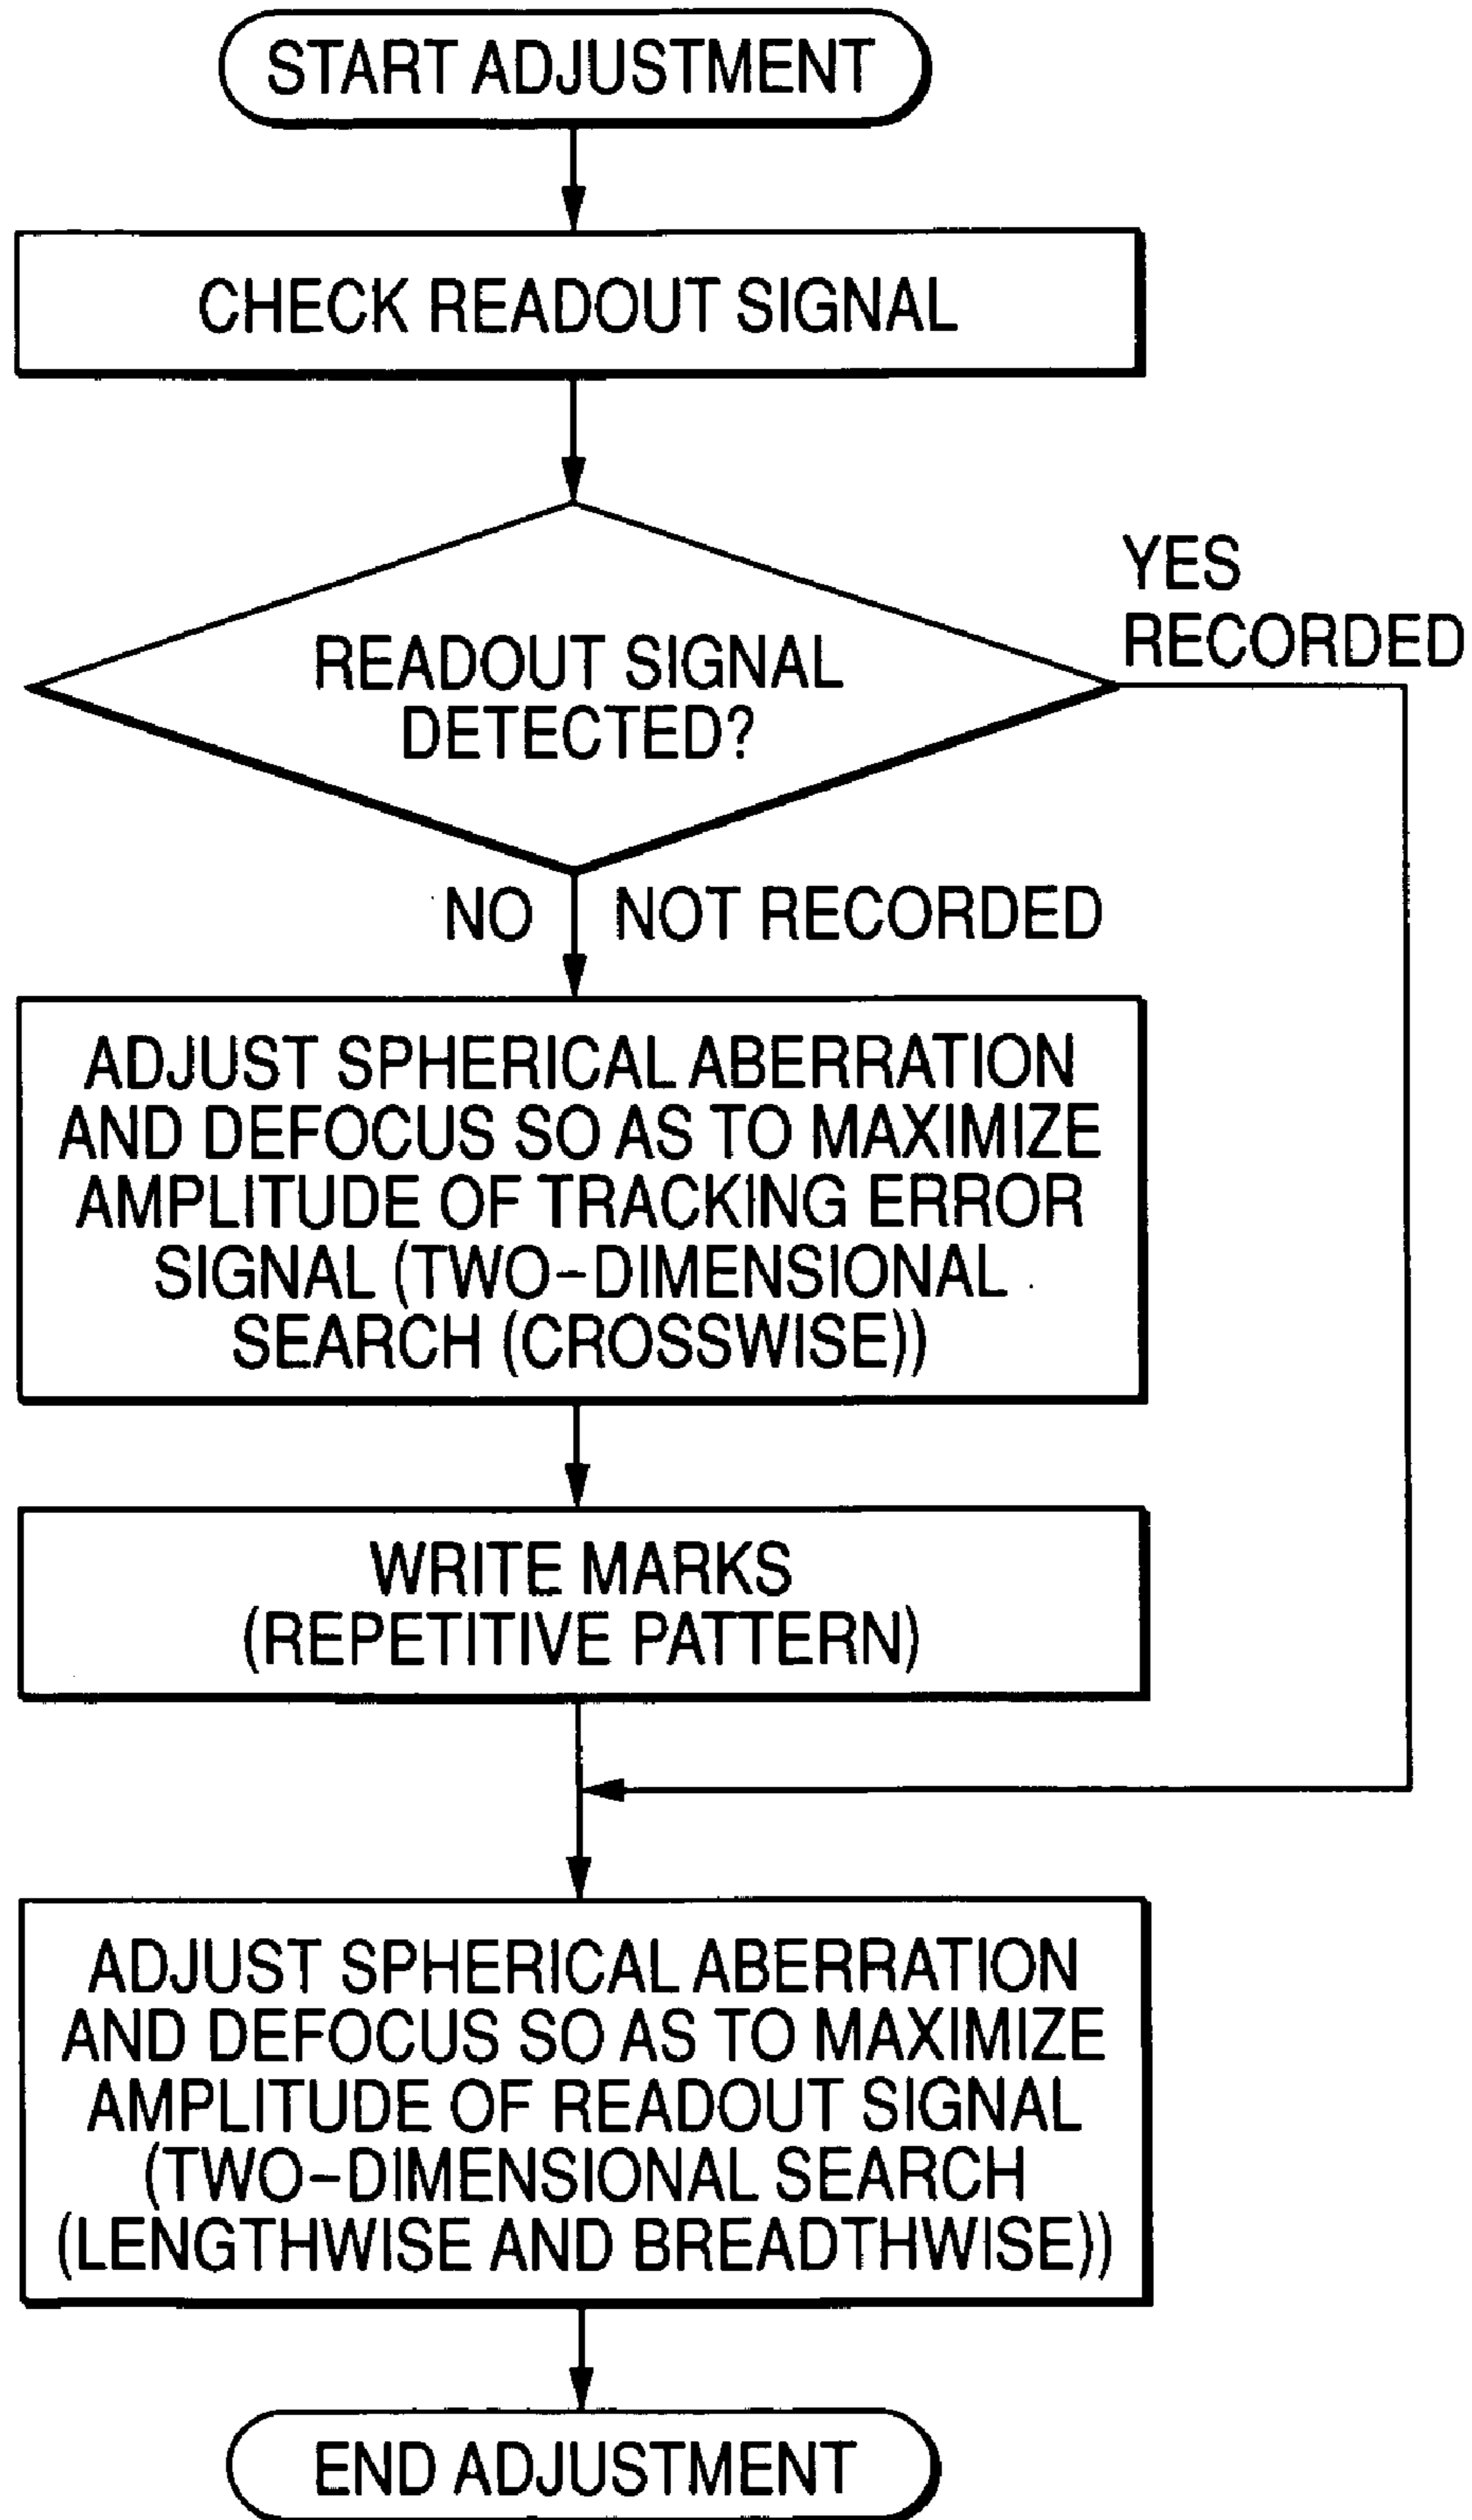 START ADJUSTMENT
CHECK READOUT SIGNAL
YES
RECORDED
READOUT SIGNAL
DETECTED?
NO NOT RECORDED
ADJUST SPHERICAL ABERRATION
AND DEFOCUS SO AS TO MAXIMIZE
AMPLITUDE OF TRACKING ERROR
SIGNAL (TWO-DIMENSIONAL
SEARCH (CROSSWISE))
WRITE MARKS
(REPETITIVE PATTERN)
ADJUST SPHERICAL ABERRATION
AND DEFOCUS SO AS TO MAXIMIZE
AMPLITUDE OF READOUT SIGNAL
(TWO-DIMENSIONAL SEARCH
(LENGTHWISE AND BREADTHWISE))
END ADJUSTMENT